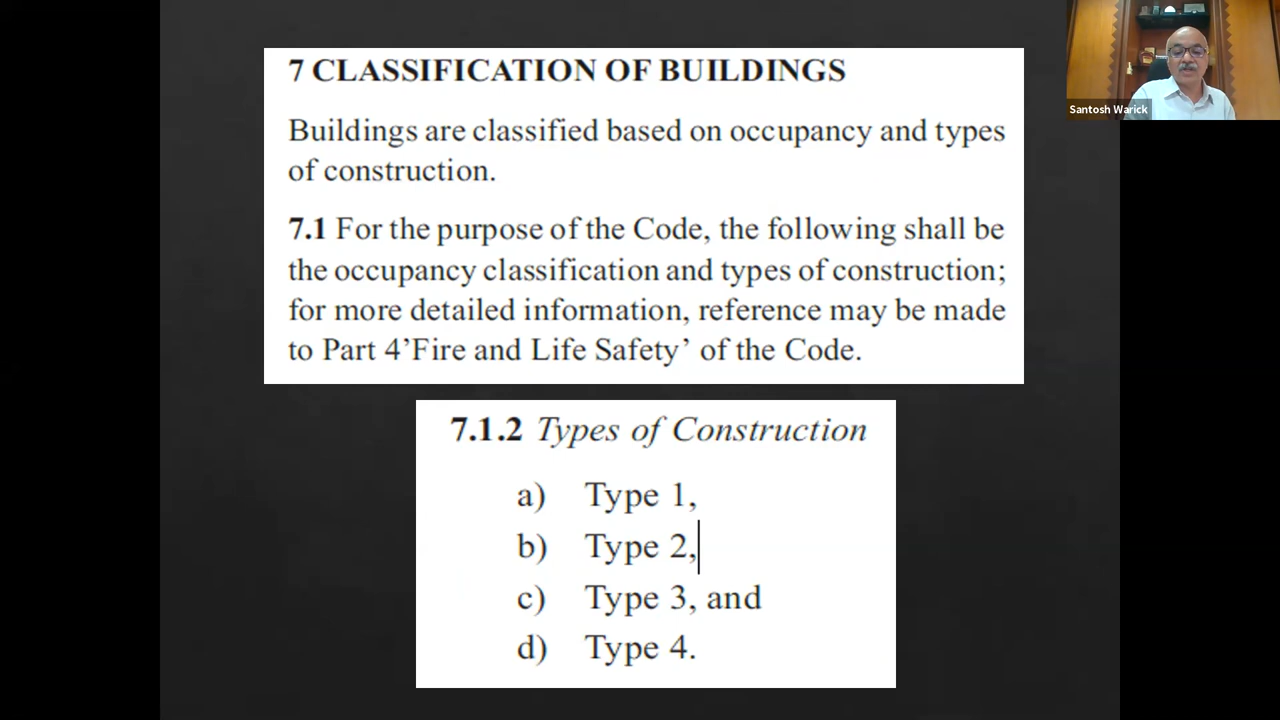 7 CLASSIFICATION OF BUILDINGS
Buildings are classified based on occupancy and types
of construction.
7.1 For the purpose of the Code, the following shall be
the occupancy classification and types of construction;
for more detailed information, reference may be made
to Part 4’Fire and Life Safety’ of the Code.
7.1.2 Types of Construction
a) Type 1,
b) Type 2,
c) Type 3, and
d) Type 4.
Santosh Warick